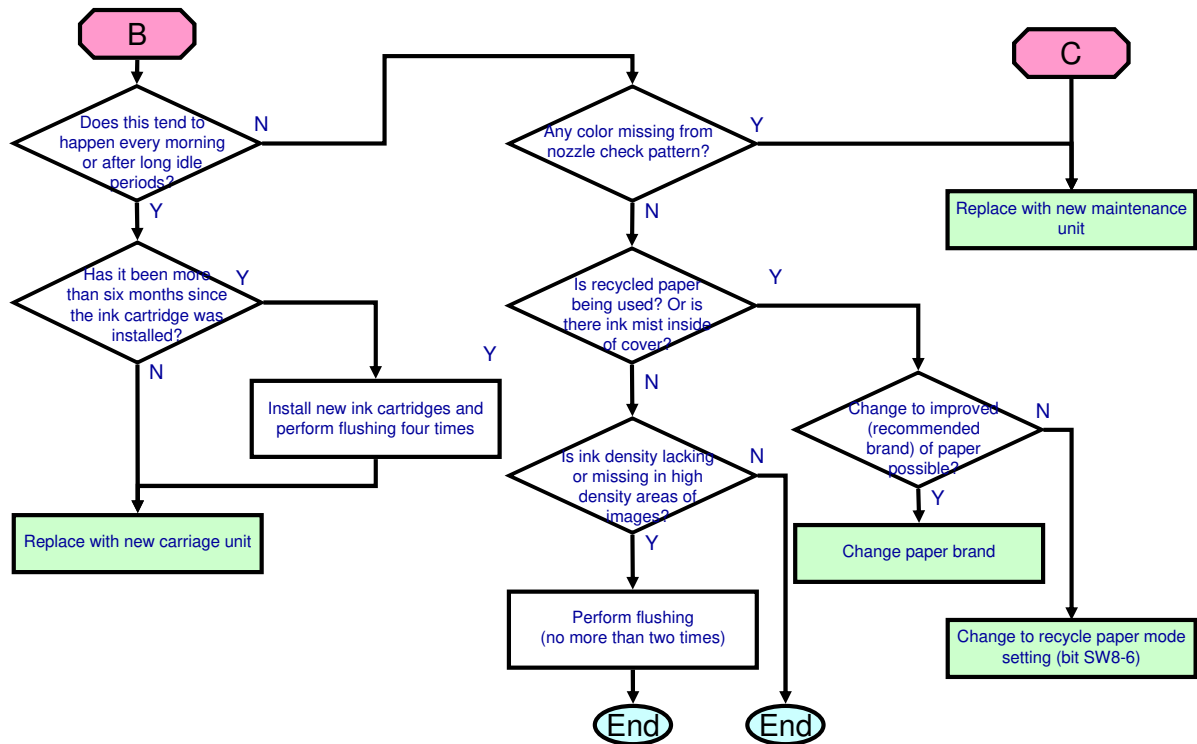 B
C
Does this tend to
happen every morning
or after long idle
periods?
N
Any color missing from
nozzle check pattern?
Y
Replace with new maintenance
unit
Y
N
Has it been more
than six months since
the ink cartridge was
installed?
Y
Is recycled paper
being used? Or is
there ink mist inside
of cover?
Y
N
Y
N
Install new ink cartridges and
perform flushing four times
Change to improved
(recommended
brand) of paper
possible?
N
Is ink density lacking
or missing in high
density areas of
images?
N
Y
Replace with new carriage unit
Y
Change paper brand
Perform flushing
(no more than two times)
Change to recycle paper mode
setting (bit SW8-6)
End
End